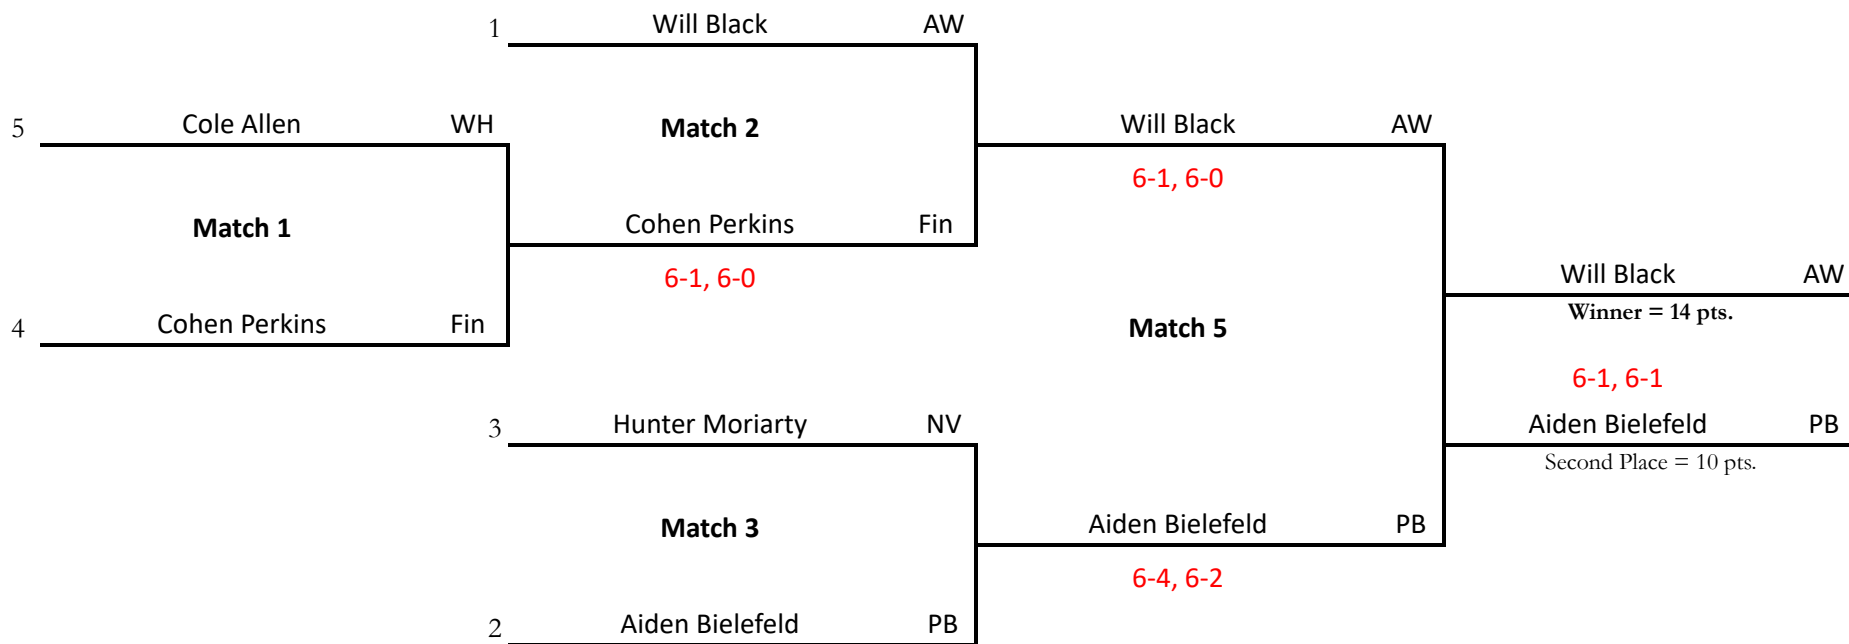 1 Will Black AW
5 Cole Allen WH
Match 2
Will Black AW
6-1, 6-0
Match 1
Cohen Perkins Fin
6-1, 6-0
Will Black AW
Winner = 14 pts.
4 Cohen Perkins Fin
Match 5
6-1, 6-1
3 Hunter Moriarty NV
Aiden Bielefeld PB
Second Place = 10 pts.
Match 3
Aiden Bielefeld PB
6-4, 6-2
2 Aiden Bielefeld PB